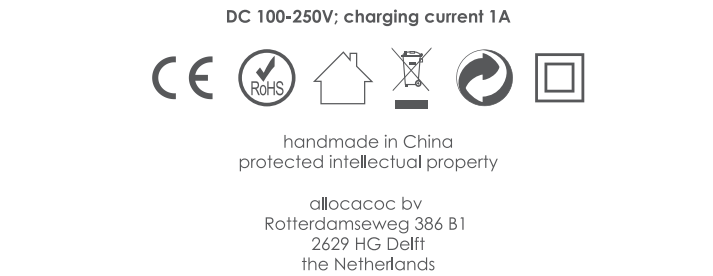 DC 100-250V; charging current 1A
CE RoHS
handmade in China
protected intellectual property
allocacoc bv
Rotterdamseweg 386 B1
2629 HG Delft
the Netherlands